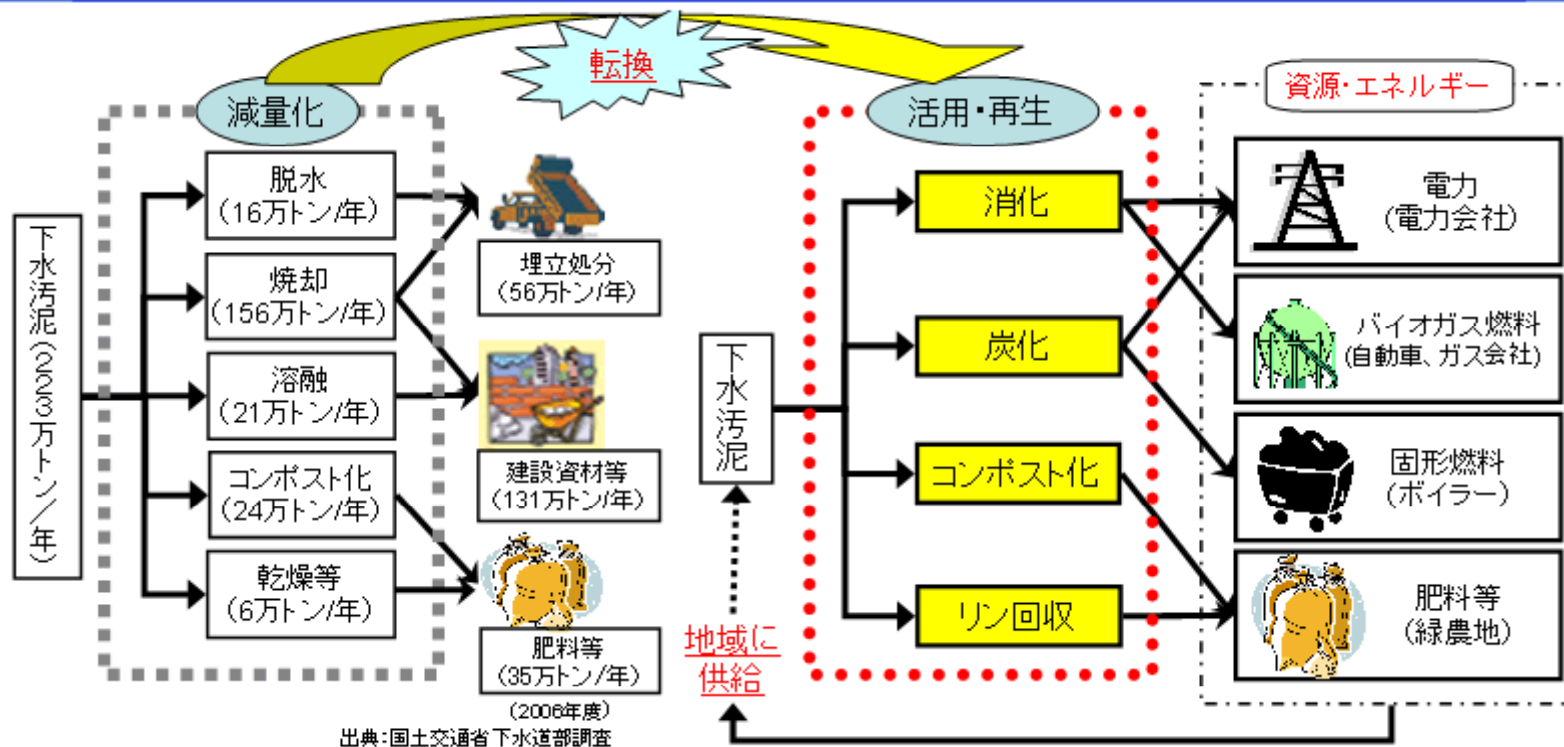 転換
減量化
脱水
(16万トン/年)
焼却
(156万トン/年)
溶融
(21万トン/年)
コンポスト化
(24万トン/年)
乾燥等
(6万トン/年)
下水汚泥(223万トン/年)
埋立処分
(56万トン/年)
建設資材等
(131万トン/年)
肥料等
(35万トン/年)
(2006年度)
出典:国土交通省下水道部調査
活用・再生
下水汚泥
消化
炭化
コンポスト化
リン回収
地域に
供給
資源・エネルギー
電力
(電力会社)
バイオガス燃料
(自動車、ガス会社)
固形燃料
(ボイラー)
肥料等
(緑農地)